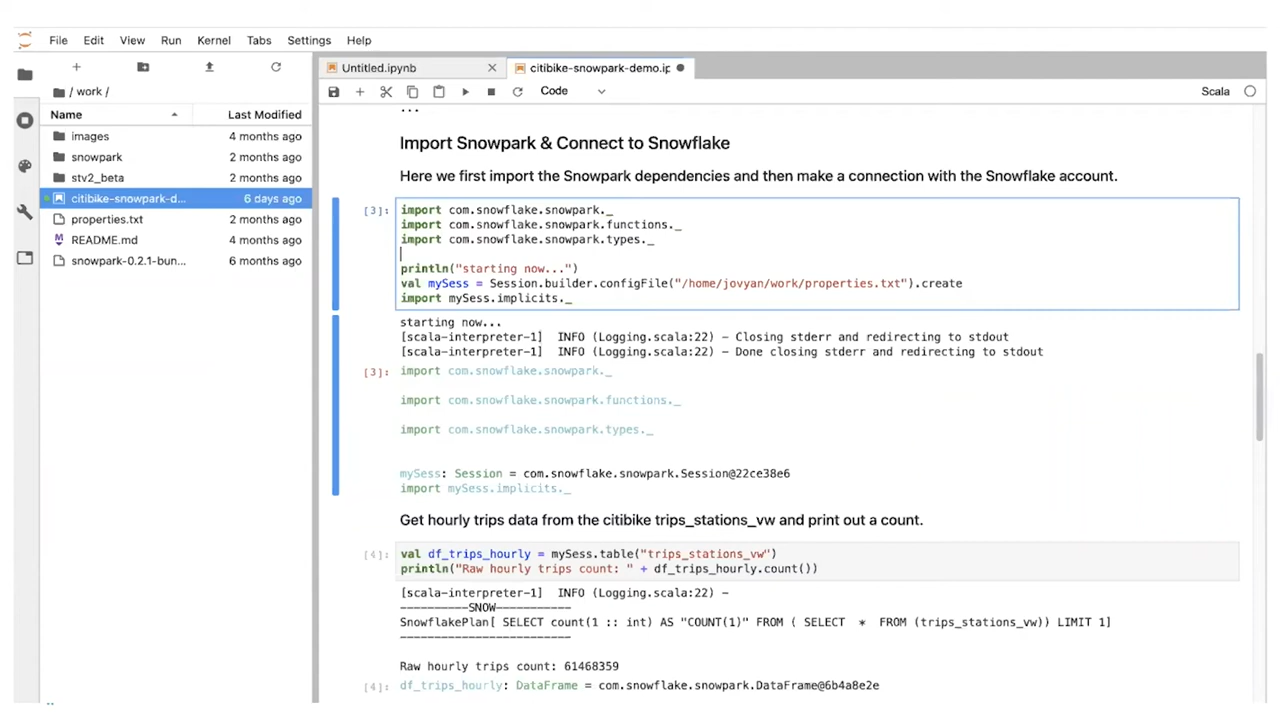 File Edit View Run Kernel Tabs Settings Help
/ work /
Name Last Modified
images 4 months ago
snowpark 2 months ago
stv2_beta 2 months ago
citibike-snowpark-d... 6 days ago
properties.txt 2 months ago
README.md 4 months ago
snowpark-0.2.1-bun... 6 months ago
Untitled.ipynb citibike-snowpark-demo.ip
Code Scala
...
Import Snowpark & Connect to Snowflake
Here we first import the Snowpark dependencies and then make a connection with the Snowflake account.
[3]: import com.snowflake.snowpark._
import com.snowflake.snowpark.functions._
import com.snowflake.snowpark.types._
println("starting now...")
val mySess = Session.builder.configFile("/home/jovyan/work/properties.txt").create
import mySess.implicits._
starting now...
[scala-interpreter-1] INFO (Logging.scala:22) - Closing stderr and redirecting to stdout
[scala-interpreter-1] INFO (Logging.scala:22) - Done closing stderr and redirecting to stdout
[3]: import com.snowflake.snowpark._
import com.snowflake.snowpark.functions._
import com.snowflake.snowpark.types._
mySess: Session = com.snowflake.snowpark.Session@22ce38e6
import mySess.implicits._
Get hourly trips data from the citibike trips_stations_vw and print out a count.
[4]: val df_trips_hourly = mySess.table("trips_stations_vw")
println("Raw hourly trips count: " + df_trips_hourly.count())
[scala-interpreter-1] INFO (Logging.scala:22) -
----------SNOW-----------
SnowflakePlan[ SELECT count(1 :: int) AS "COUNT(1)" FROM ( SELECT * FROM (trips_stations_vw)) LIMIT 1]
-------------------------
Raw hourly trips count: 61468359
[4]: df_trips_hourly: DataFrame = com.snowflake.snowpark.DataFrame@6b4a8e2e